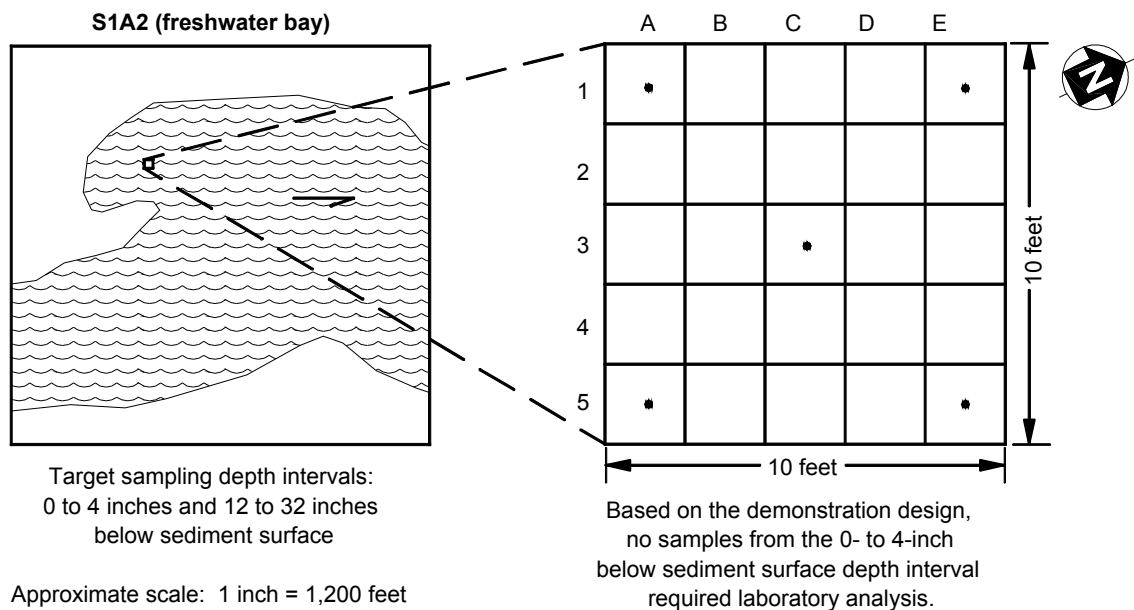 S1A2 (freshwater bay)
A B C D E
1
2
3
4
5
N
10 feet
10 feet
Target sampling depth intervals:
0 to 4 inches and 12 to 32 inches
below sediment surface
Approximate scale: 1 inch = 1,200 feet
Based on the demonstration design,
no samples from the 0- to 4-inch
below sediment surface depth interval
required laboratory analysis.